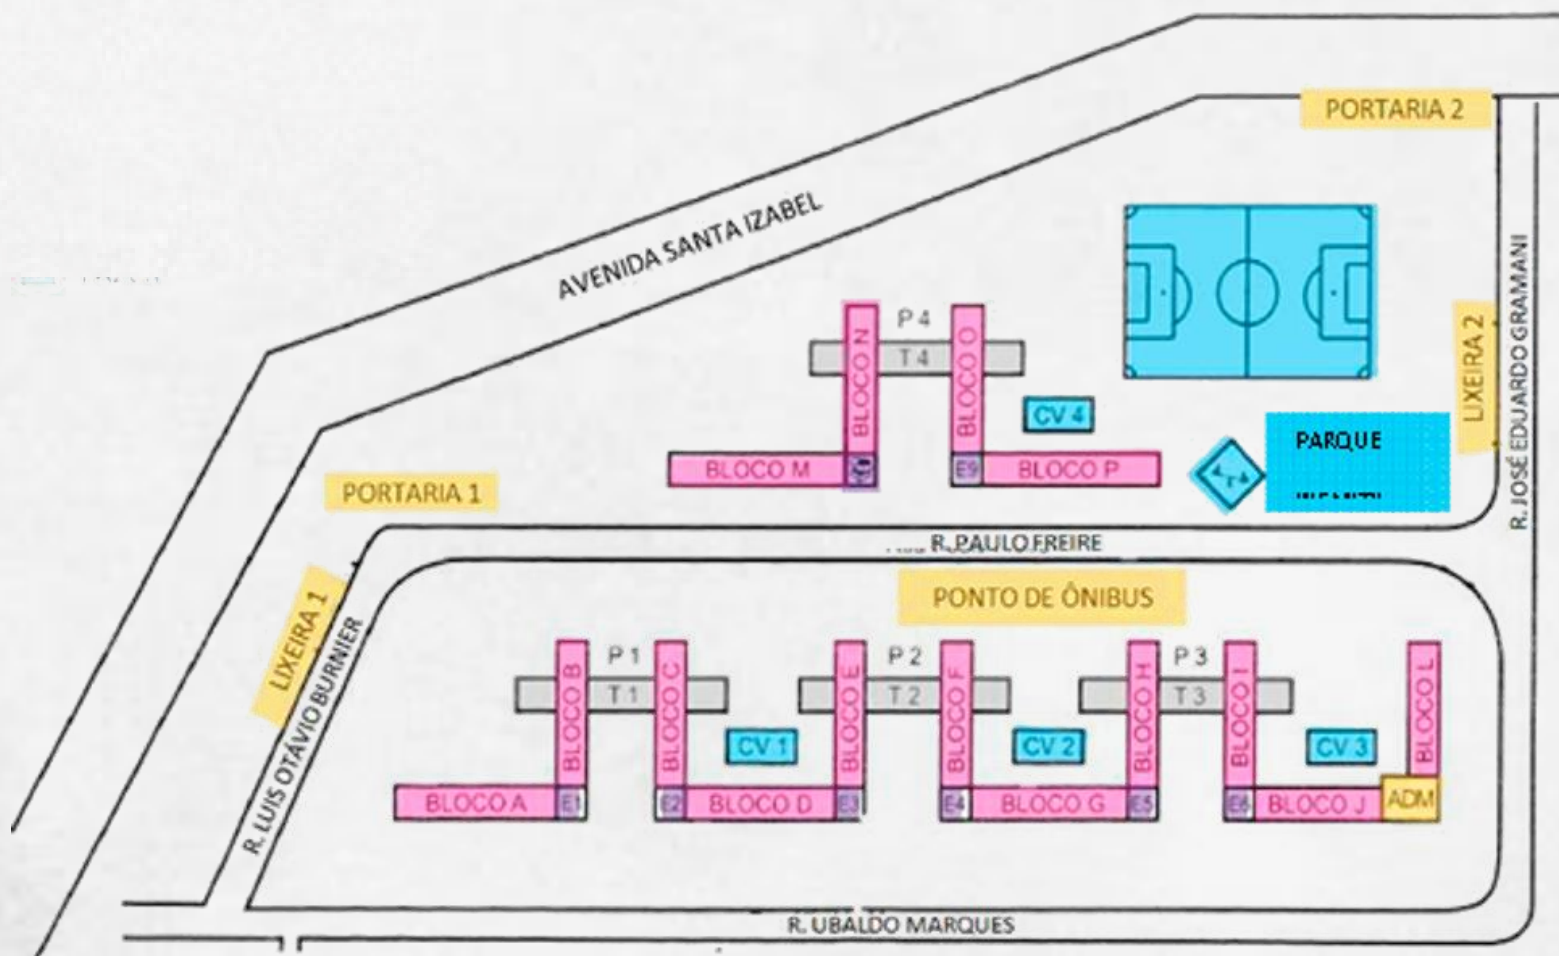 PORTARIA 2
AVENIDA SANTA IZABEL
R. JOSÉ EDUARDO GRAMANI
LIXEIRA 2
BLOCO N
P 4
T 4
BLOCO O
CV 4
PARQUE
BLOCO M
E9
BLOCO P
PORTARIA 1
R. PAULO FREIRE
PONTO DE ÔNIBUS
LIXEIRA 1
R. LUIS OTÁVIO BURNIER
BLOCO B
P 1
T 1
BLOCO C
CV 1
BLOCO E
P 2
T 2
BLOCO F
CV 2
BLOCO H
P 3
T 3
BLOCO I
CV 3
BLOCO L
BLOCO A
E1
E2
BLOCO D
E3
E4
BLOCO G
E5
E6
BLOCO J
ADM
R. UBALDO MARQUES